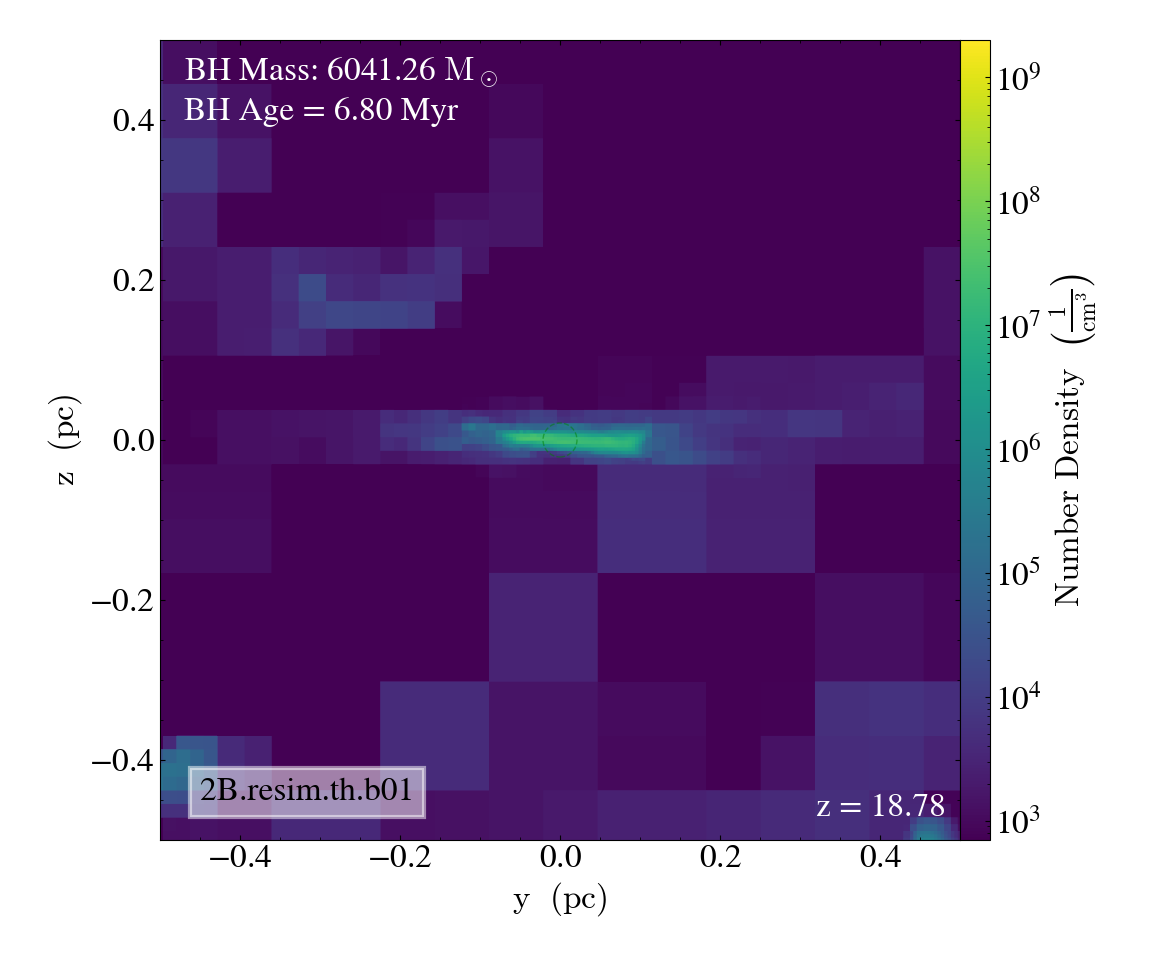 BH Mass: 6041.26 M⊙
BH Age = 6.80 Myr
0.4
0.2
0.0
−0.2
−0.4
z (pc)
2B.resim.th.b01
z = 18.78
−0.4 −0.2 0.0 0.2 0.4
y (pc)
10⁹
10⁸
10⁷
10⁶
10⁵
10⁴
10³
Number Density (1/cm³)